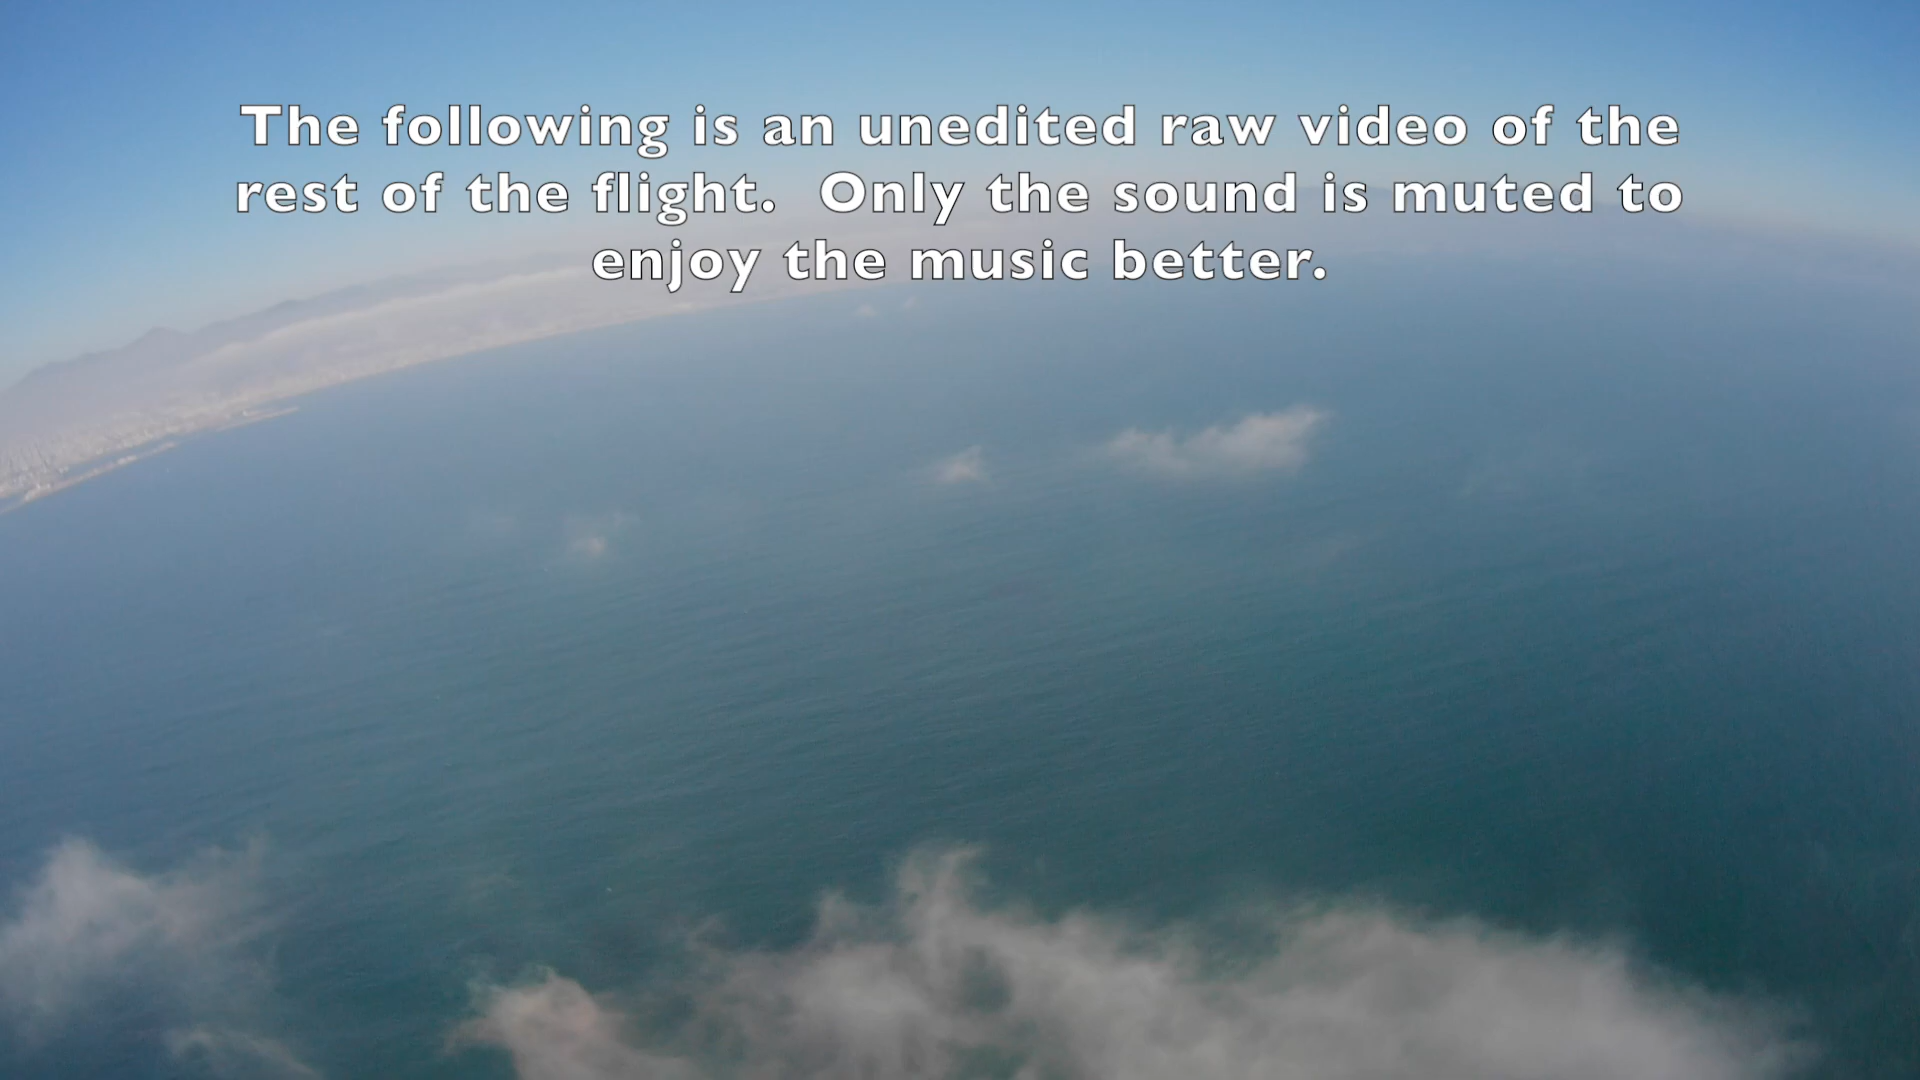 The following is an unedited raw video of the
rest of the flight.  Only the sound is muted to
enjoy the music better.